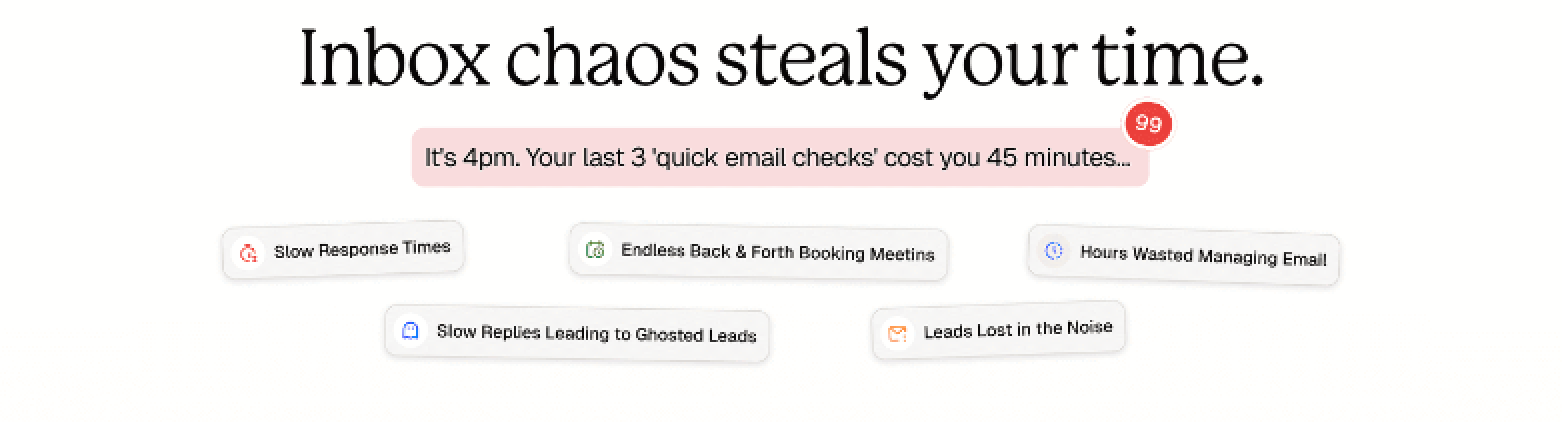 Inbox chaos steals your time.
99
It's 4pm. Your last 3 'quick email checks' cost you 45 minutes...
Slow Response Times
Endless Back & Forth Booking Meetins
Hours Wasted Managing Email
Slow Replies Leading to Ghosted Leads
Leads Lost in the Noise